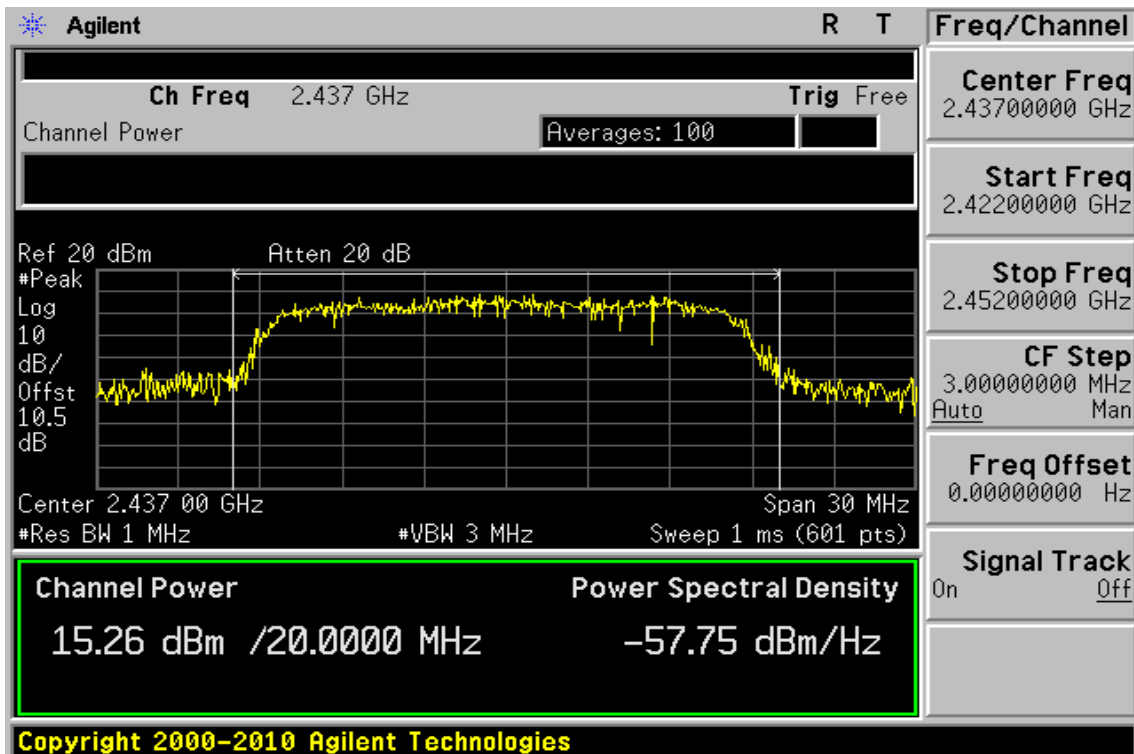 Agilent R T
Ch Freq 2.437 GHz Trig Free
Channel Power Averages: 100
Ref 20 dBm Atten 20 dB
#Peak
Log
10
dB/
Offst
10.5
dB
Center 2.437 00 GHz Span 30 MHz
#Res BW 1 MHz #VBW 3 MHz Sweep 1 ms (601 pts)
Channel Power Power Spectral Density
15.26 dBm /20.0000 MHz -57.75 dBm/Hz
Copyright 2000-2010 Agilent Technologies
Freq/Channel
Center Freq
2.43700000 GHz
Start Freq
2.42200000 GHz
Stop Freq
2.45200000 GHz
CF Step
3.00000000 MHz
Auto Man
Freq Offset
0.00000000 Hz
Signal Track
On Off